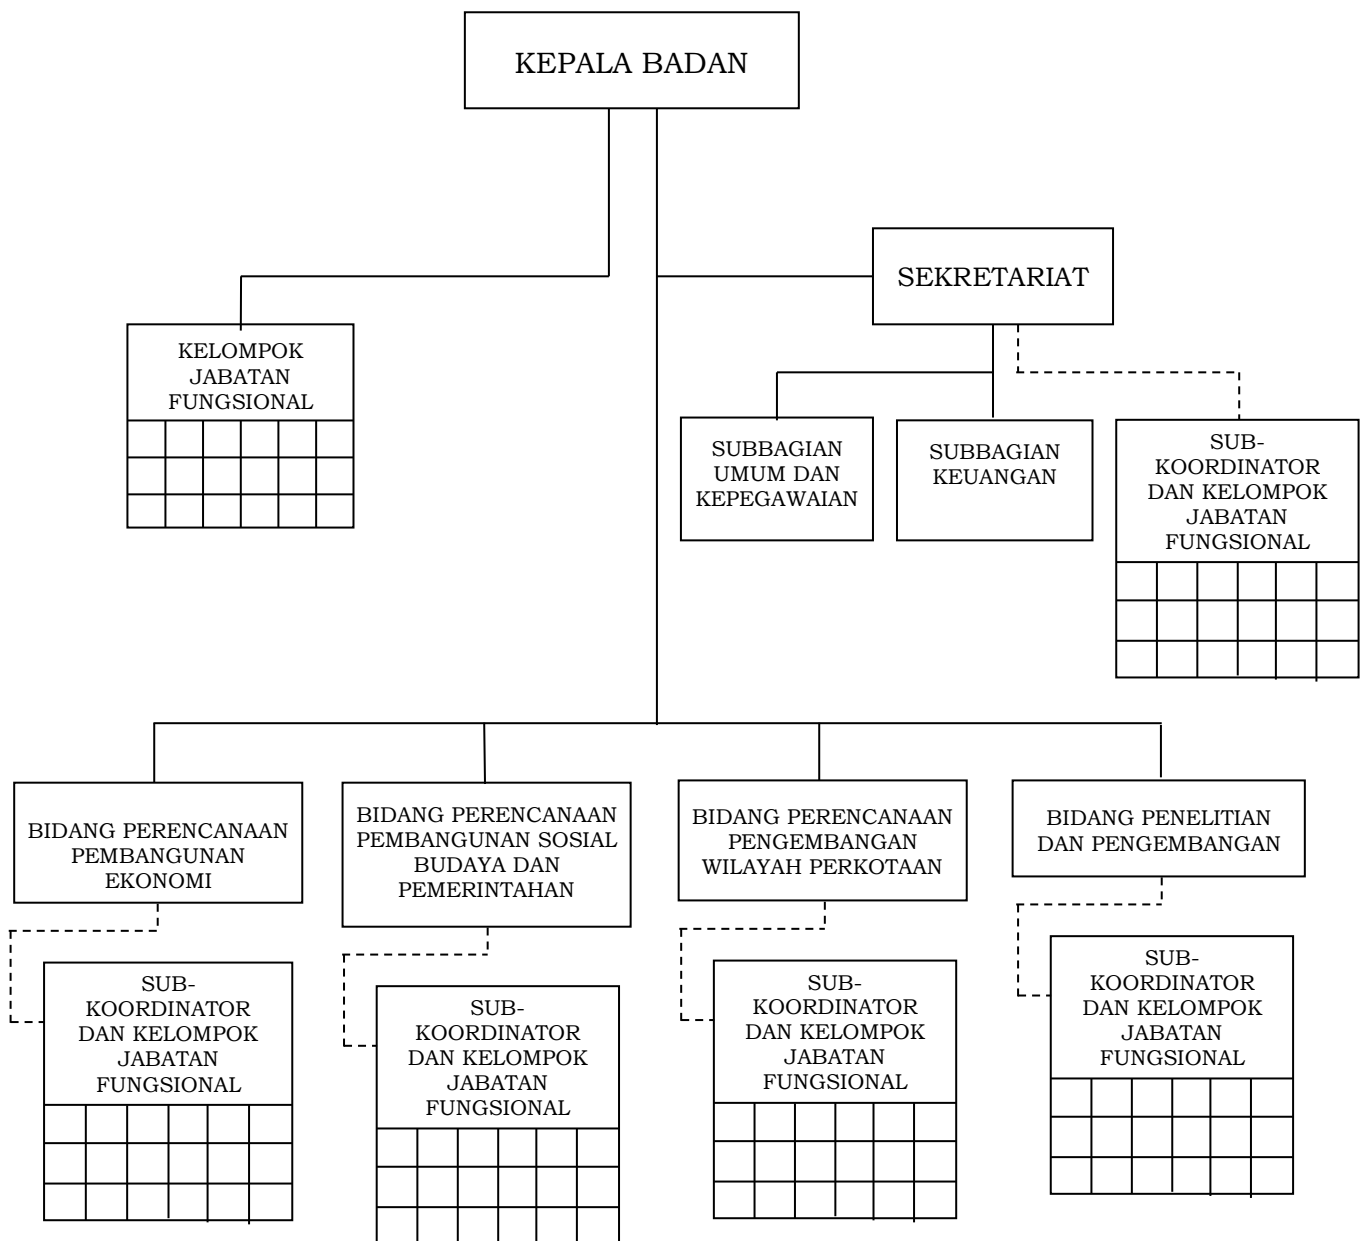 KEPALA BADAN
SEKRETARIAT
KELOMPOK
JABATAN
FUNGSIONAL
SUBBAGIAN
UMUM DAN
KEPEGAWAIAN
SUBBAGIAN
KEUANGAN
SUB-
KOORDINATOR
DAN KELOMPOK
JABATAN
FUNGSIONAL
BIDANG PERENCANAAN
PEMBANGUNAN
EKONOMI
BIDANG PERENCANAAN
PEMBANGUNAN SOSIAL
BUDAYA DAN
PEMERINTAHAN
BIDANG PERENCANAAN
PENGEMBANGAN
WILAYAH PERKOTAAN
BIDANG PENELITIAN
DAN PENGEMBANGAN
SUB-
KOORDINATOR
DAN KELOMPOK
JABATAN
FUNGSIONAL
SUB-
KOORDINATOR
DAN KELOMPOK
JABATAN
FUNGSIONAL
SUB-
KOORDINATOR
DAN KELOMPOK
JABATAN
FUNGSIONAL
SUB-
KOORDINATOR
DAN KELOMPOK
JABATAN
FUNGSIONAL